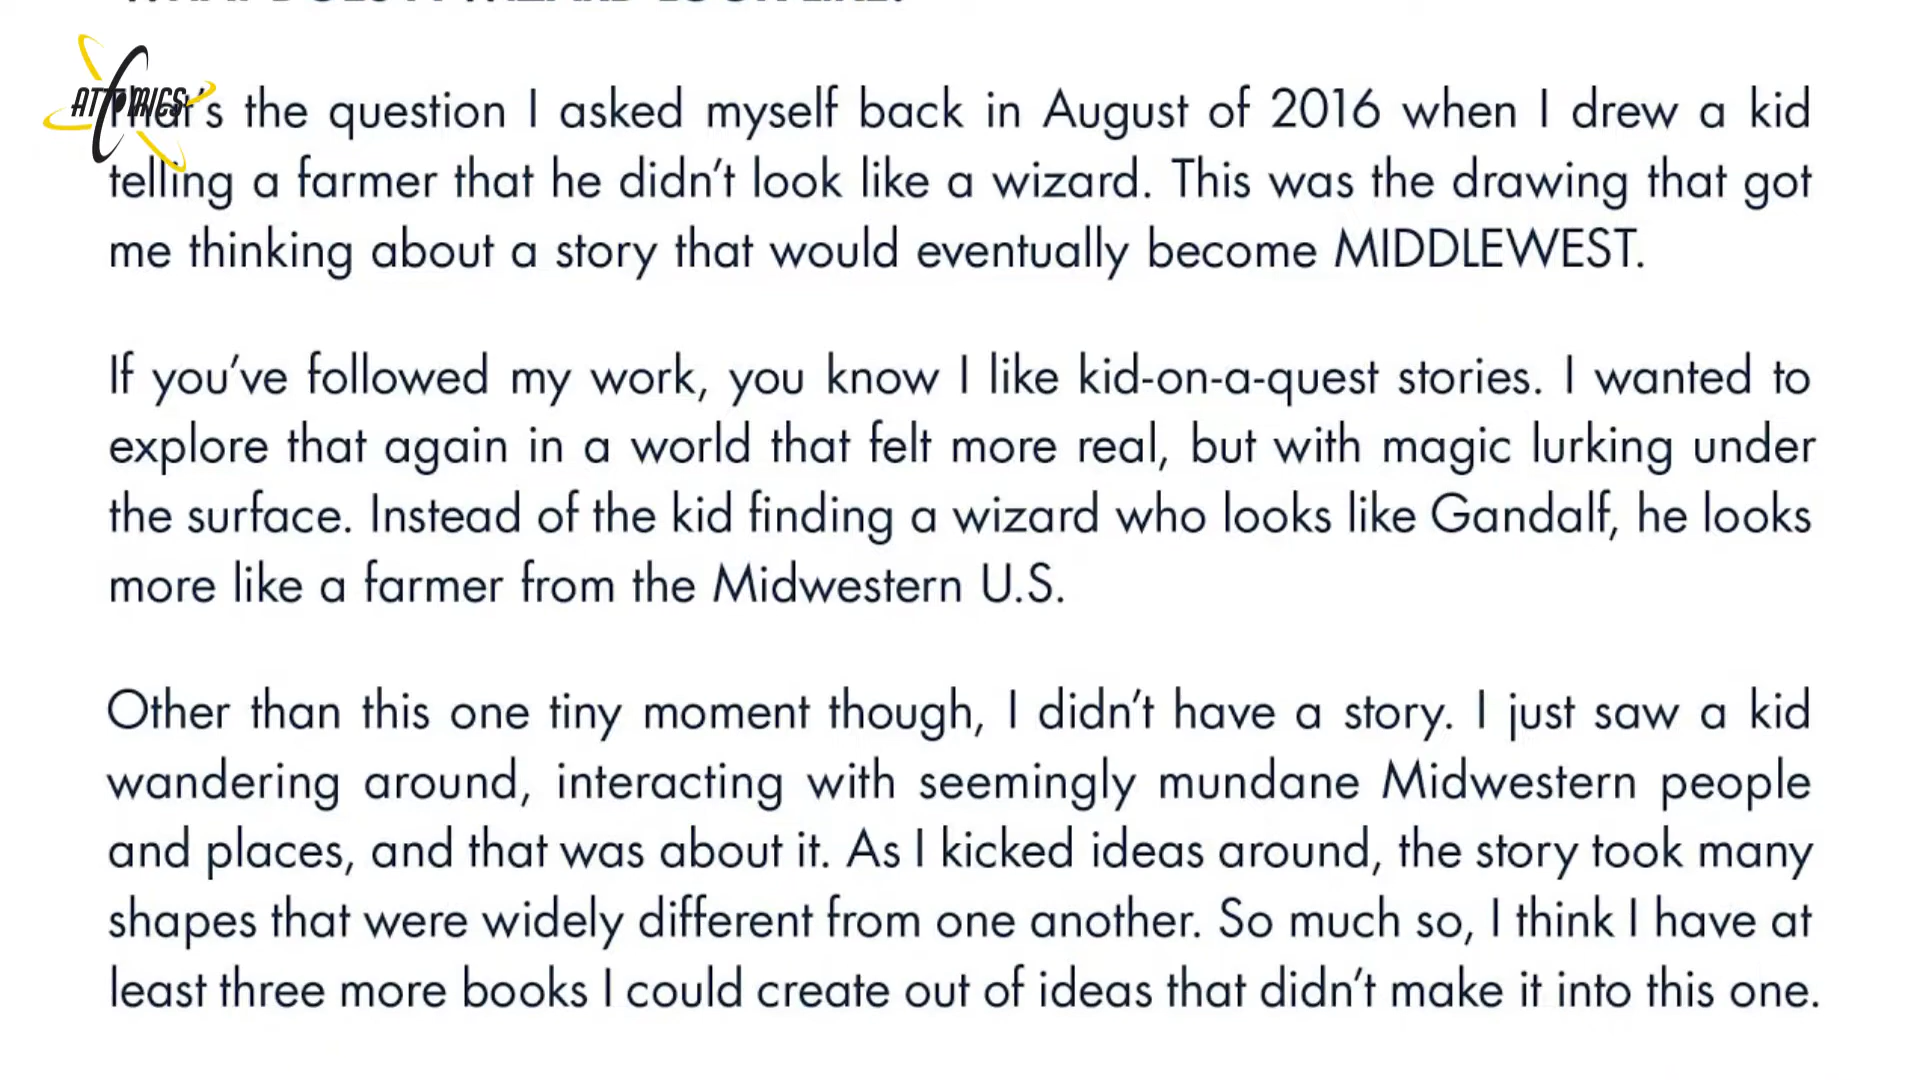 WHAT DOES A WIZARD LOOK LIKE?
ATTOMICS
That's the question I asked myself back in August of 2016 when I drew a kid
telling a farmer that he didn't look like a wizard. This was the drawing that got
me thinking about a story that would eventually become MIDDLEWEST.
If you've followed my work, you know I like kid-on-a-quest stories. I wanted to
explore that again in a world that felt more real, but with magic lurking under
the surface. Instead of the kid finding a wizard who looks like Gandalf, he looks
more like a farmer from the Midwestern U.S.
Other than this one tiny moment though, I didn't have a story. I just saw a kid
wandering around, interacting with seemingly mundane Midwestern people
and places, and that was about it. As I kicked ideas around, the story took many
shapes that were widely different from one another. So much so, I think I have at
least three more books I could create out of ideas that didn't make it into this one.